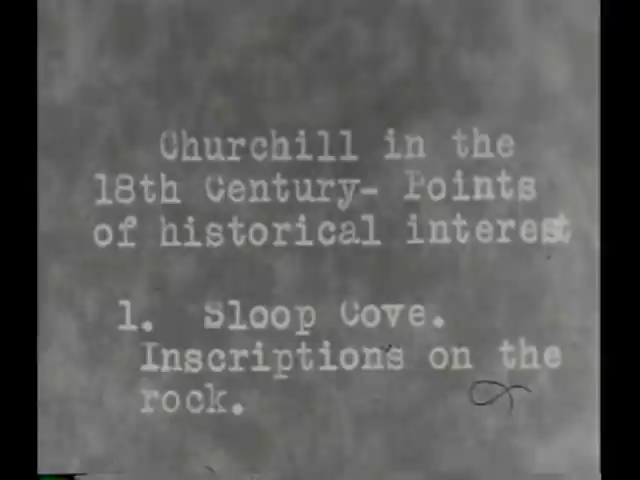 Churchill in the
18th Century- Points
of historical interest
1. Sloop Cove.
Inscriptions on the
rock.